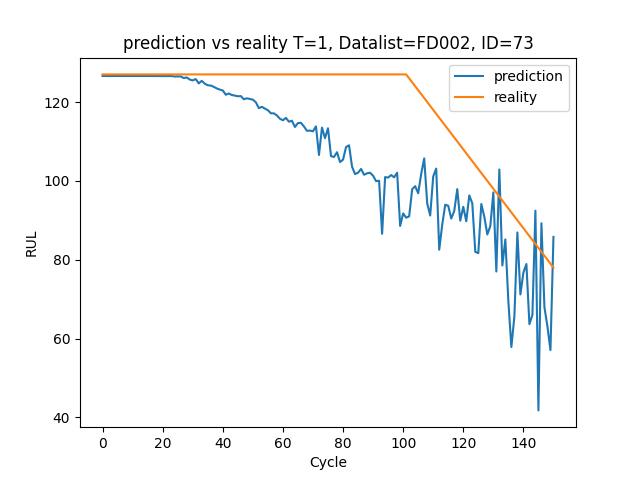 prediction vs reality T=1, Datalist=FD002, ID=73
prediction
reality
RUL
120
100
80
60
40
0 20 40 60 80 100 120 140
Cycle